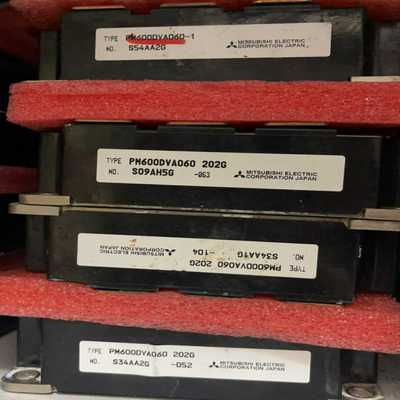 TYPE PM600DVA060-1
NO. S54AA2G
MITSUBISHI ELECTRIC
CORPORATION JAPAN
TYPE PM600DVA060 202G
NO. S09AH5G -063
MITSUBISHI ELECTRIC
CORPORATION JAPAN
TYPE PM600DVA060 202G
NO. S34AA1G -104
MITSUBISHI ELECTRIC
CORPORATION JAPAN
TYPE PM600DVA060 202G
NO. S34AA2G -052
MITSUBISHI ELECTRIC
CORPORATION JAPAN